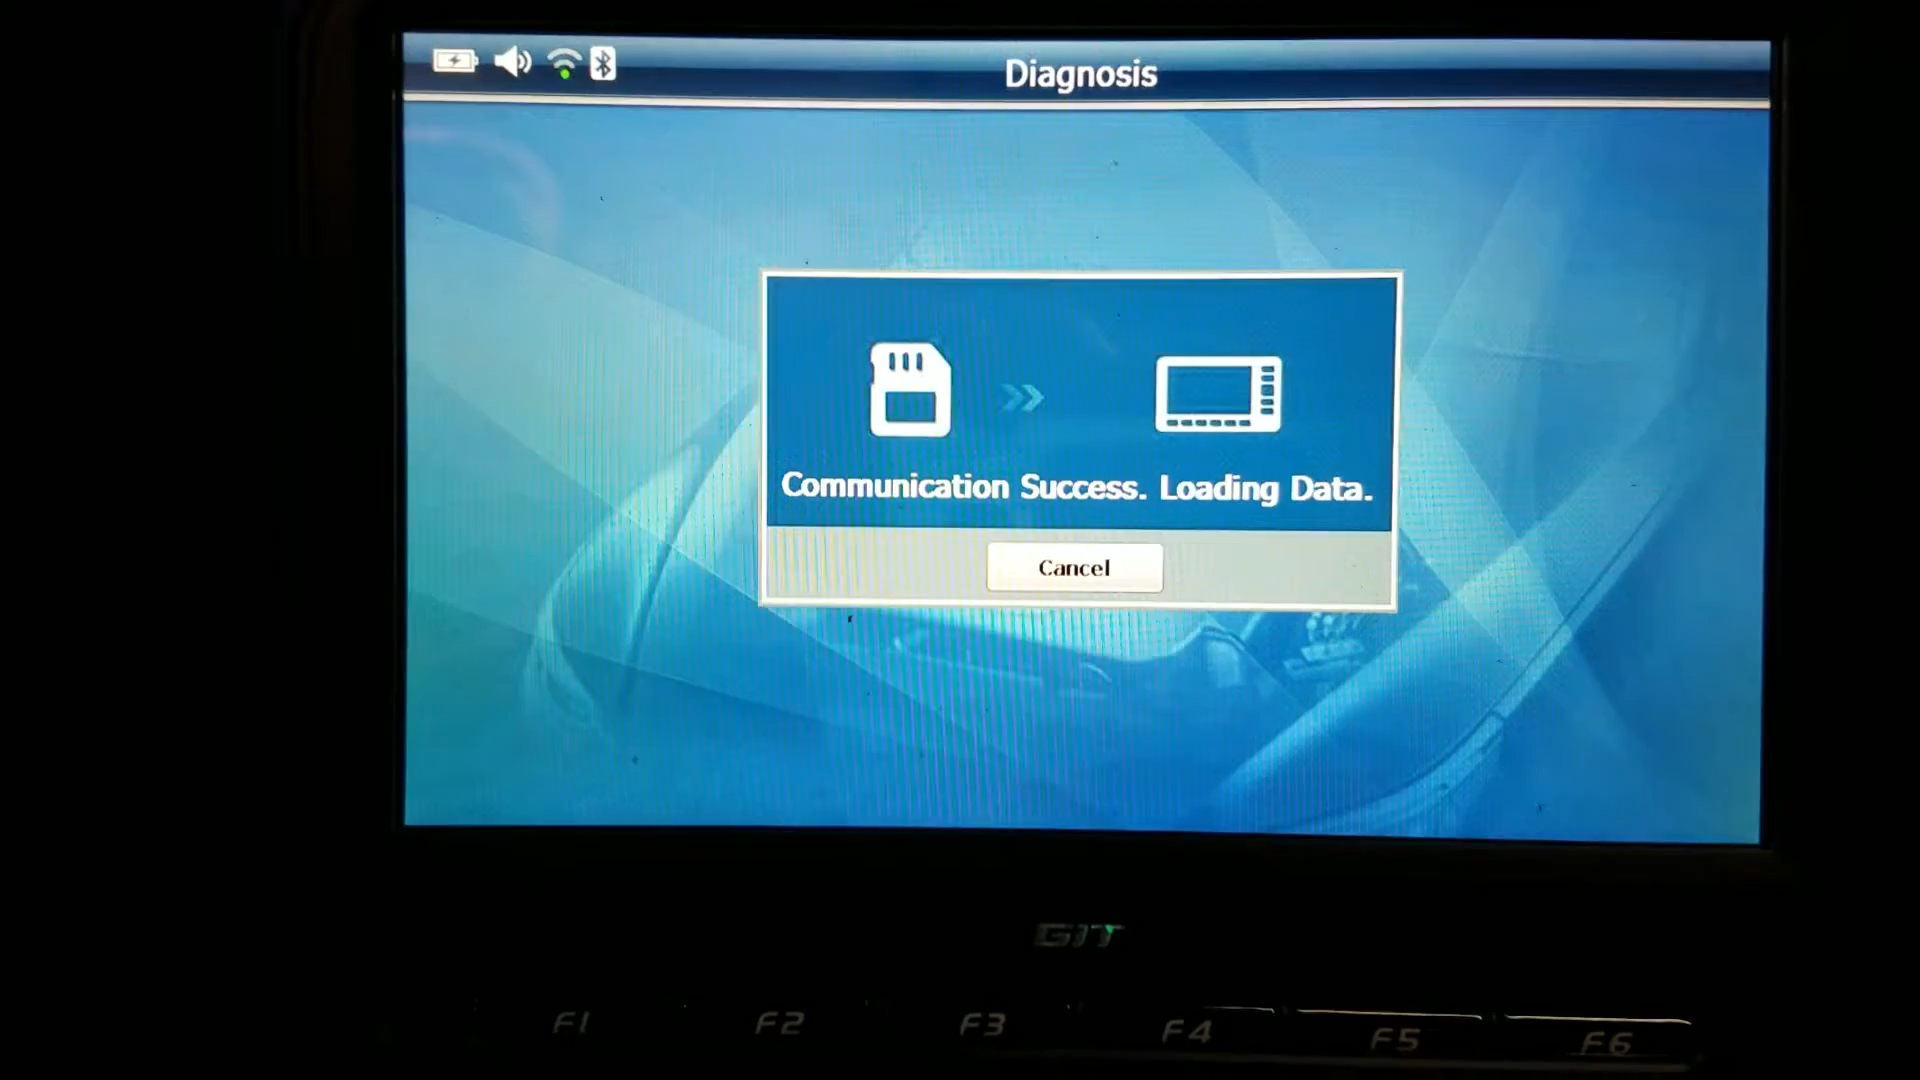 Diagnosis
Communication Success. Loading Data.
Cancel
GIT
F1 F2 F3 F4 F5 F6